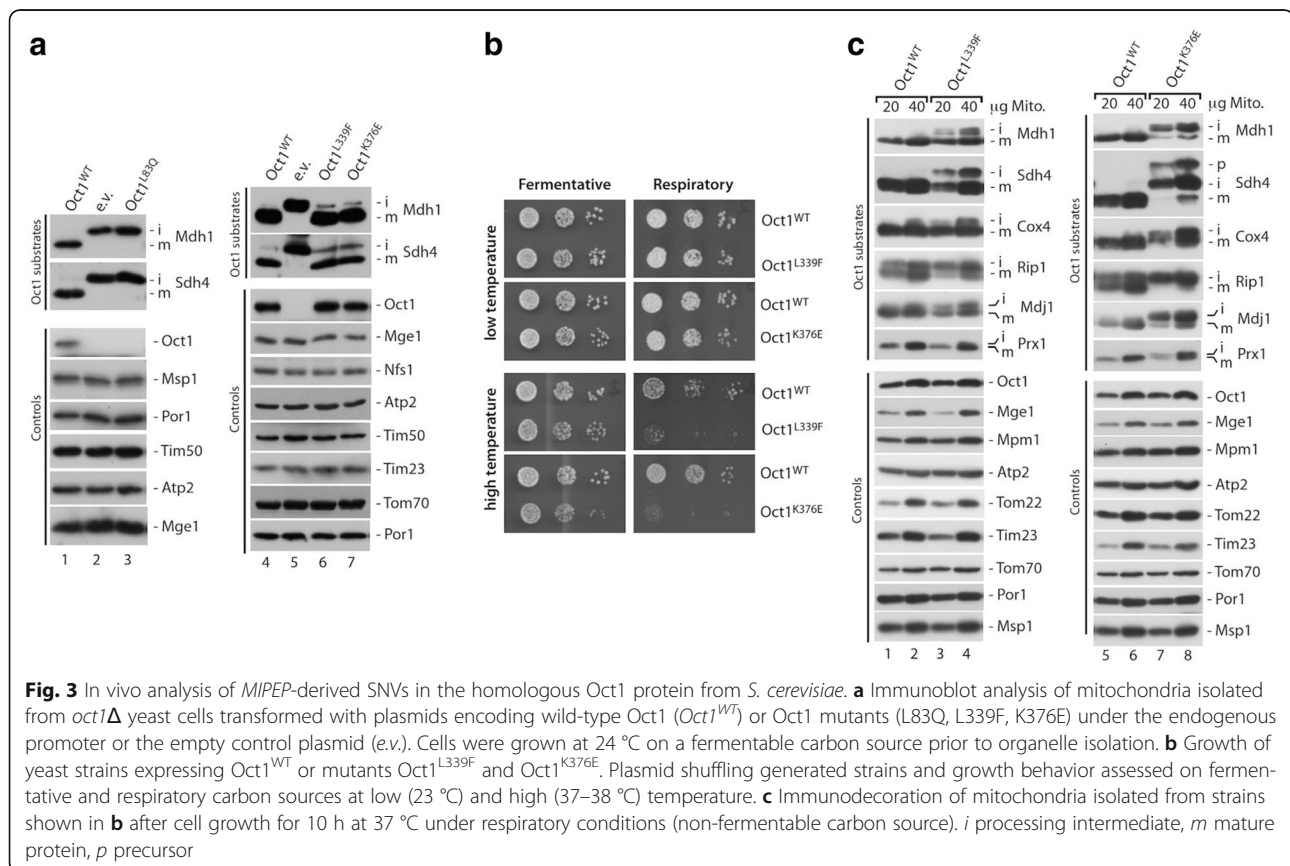 a
Oct1WT
e.v.
Oct1L83Q
Oct1 substrates
i
m
Mdh1
i
m
Sdh4
Controls
Oct1
Msp1
Por1
Tim50
Atp2
Mge1
1 2 3
Oct1WT
e.v.
Oct1L339F
Oct1K376E
Oct1 substrates
i
m
Mdh1
i
m
Sdh4
Controls
Oct1
Mge1
Nfs1
Atp2
Tim50
Tim23
Tom70
Por1
4 5 6 7
b
Fermentative Respiratory
low temperature
Oct1WT
Oct1L339F
Oct1WT
Oct1K376E
high temperature
Oct1WT
Oct1L339F
Oct1WT
Oct1K376E
c
Oct1WT
Oct1L339F
20 40 20 40 µg Mito.
Oct1 substrates
i
m
Mdh1
i
m
Sdh4
i
m
Cox4
i
m
Rip1
i
m
Mdj1
i
m
Prx1
Controls
Oct1
Mge1
Mpm1
Atp2
Tom22
Tim23
Tom70
Por1
Msp1
1 2 3 4
Oct1WT
Oct1K376E
20 40 20 40 µg Mito.
Oct1 substrates
i
m
Mdh1
p
i
m
Sdh4
i
m
Cox4
i
m
Rip1
i
m
Mdj1
i
m
Prx1
Controls
Oct1
Mge1
Mpm1
Atp2
Tom22
Tim23
Tom70
Por1
Msp1
5 6 7 8
Fig. 3 In vivo analysis of MIPEP-derived SNVs in the homologous Oct1 protein from S. cerevisiae. a Immunoblot analysis of mitochondria isolated
from oct1Δ yeast cells transformed with plasmids encoding wild-type Oct1 (Oct1WT) or Oct1 mutants (L83Q, L339F, K376E) under the endogenous
promoter or the empty control plasmid (e.v.). Cells were grown at 24 °C on a fermentable carbon source prior to organelle isolation. b Growth of
yeast strains expressing Oct1WT or mutants Oct1L339F and Oct1K376E. Plasmid shuffling generated strains and growth behavior assessed on fermen-
tative and respiratory carbon sources at low (23 °C) and high (37–38 °C) temperature. c Immunodecoration of mitochondria isolated from strains
shown in b after cell growth for 10 h at 37 °C under respiratory conditions (non-fermentable carbon source). i processing intermediate, m mature
protein, p precursor